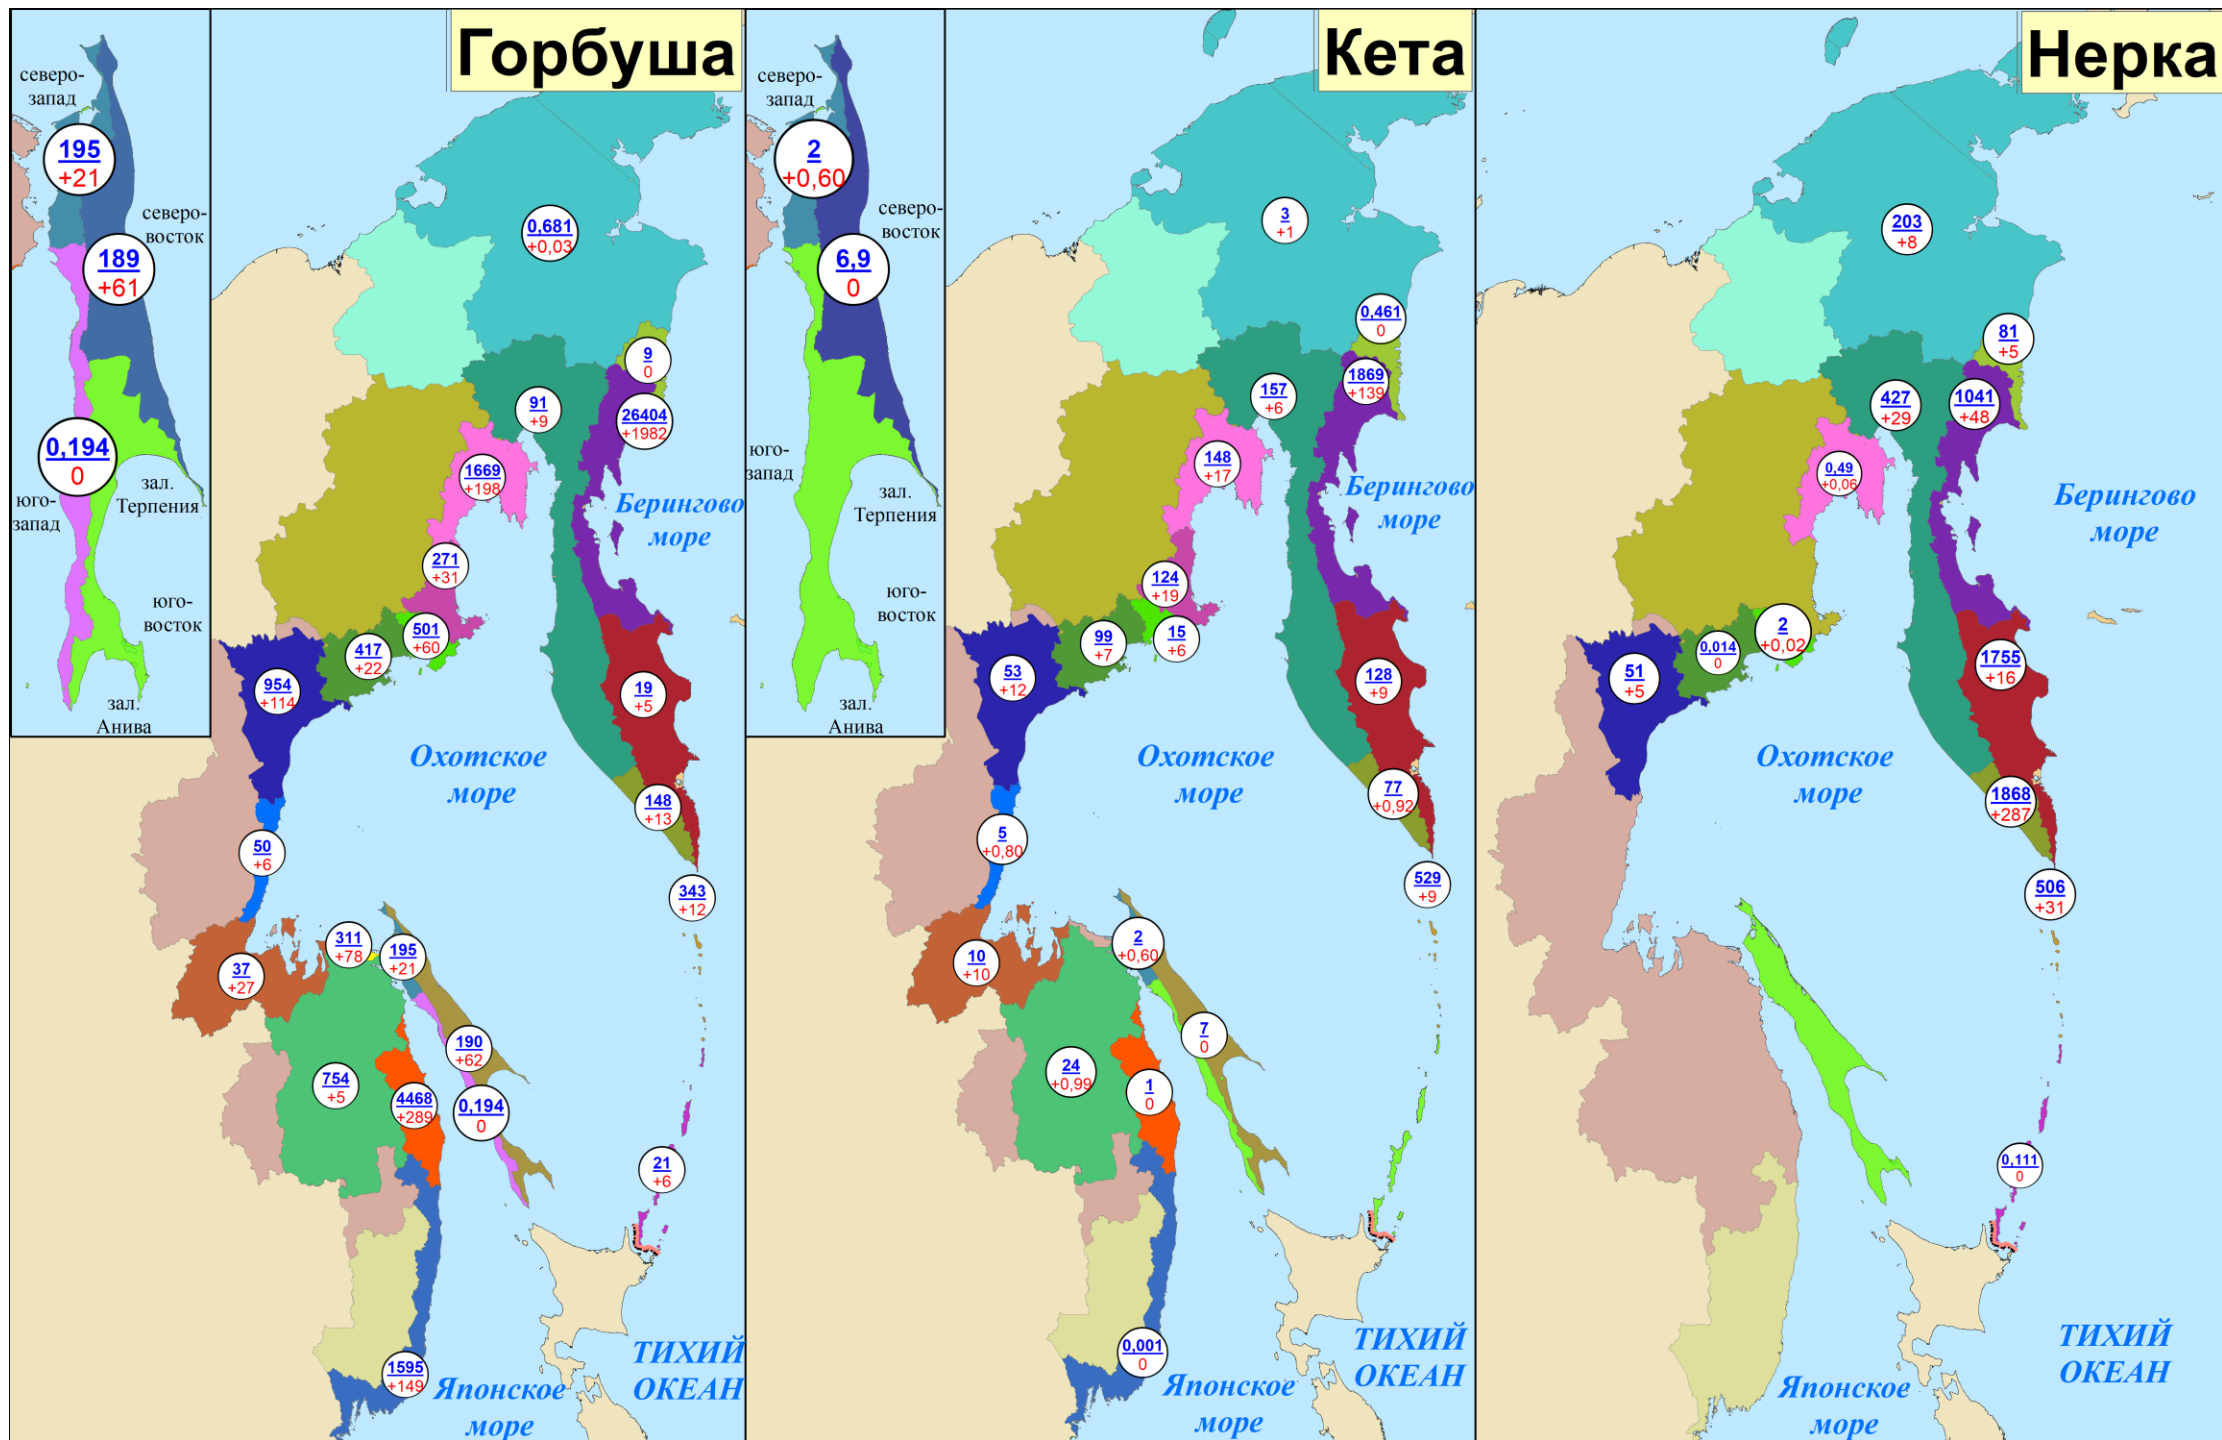 Горбуша
северо-
запад
195
+21
северо-
восток
189
+61
0,194
0
юго-
запад
зал.
Терпения
юго-
восток
зал.
Анива
0,681
+0,03
9
0
91
+9
26404
+1982
1669
+198
Берингово
море
271
+31
501
+60
417
+22
954
+114
19
+5
Охотское
море
148
+13
50
+6
343
+12
311
+78
195
+21
37
+27
190
+62
754
+5
4468
+289
0,194
0
21
+6
1595
+149
ТИХИЙ
ОКЕАН
Японское
море
Кета
северо-
запад
2
+0,60
северо-
восток
6,9
0
юго-
запад
зал.
Терпения
юго-
восток
зал.
Анива
3
+1
0,461
0
1869
+139
157
+6
148
+17
Берингово
море
124
+19
15
+6
99
+7
53
+12
128
+9
Охотское
море
77
+0,92
5
+0,80
529
+9
2
+0,60
10
+10
7
0
24
+0,99
1
0
0,001
0
ТИХИЙ
ОКЕАН
Японское
море
Нерка
203
+8
81
+5
427
+29
1041
+48
0,49
+0,06
Берингово
море
2
+0,02
0,014
0
51
+5
1755
+16
Охотское
море
1868
+287
506
+31
0,111
0
ТИХИЙ
ОКЕАН
Японское
море